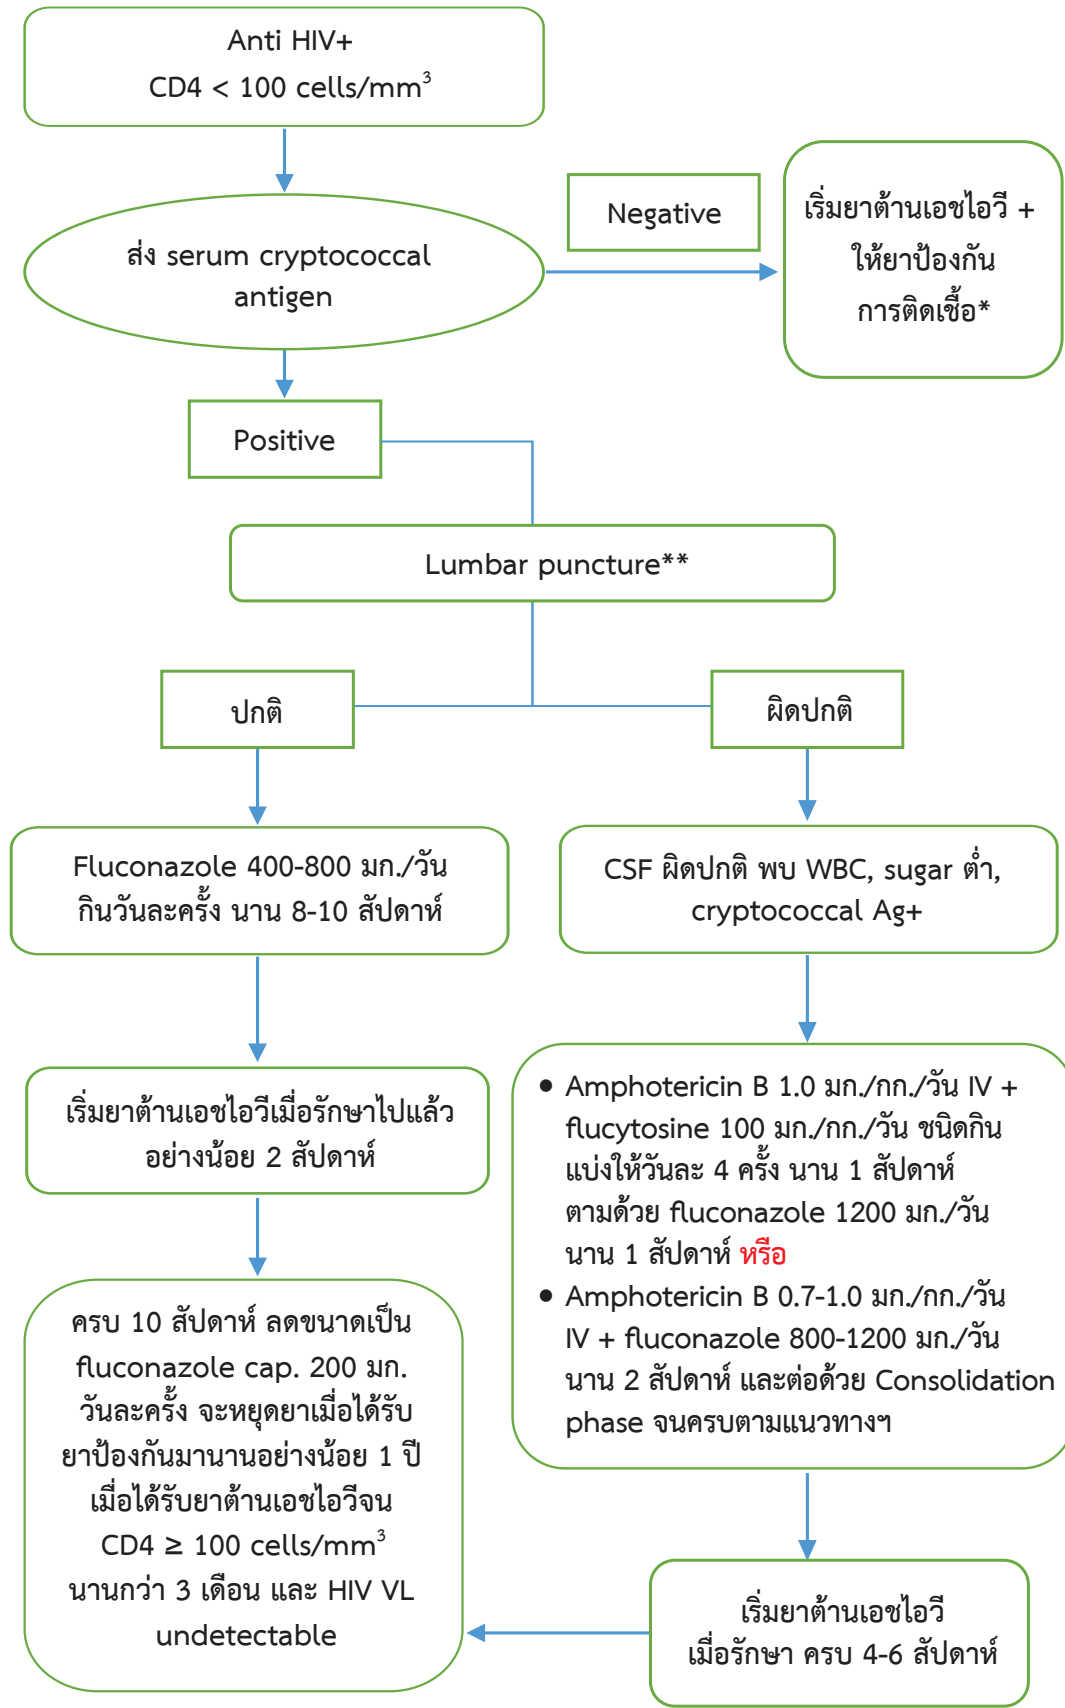 Anti HIV+
CD4 < 100 cells/mm³
ส่ง serum cryptococcal
antigen
Negative
เริ่มยาต้านเอชไอวี +
ให้ยาป้องกัน
การติดเชื้อ*
Positive
Lumbar puncture**
ปกติ
ผิดปกติ
Fluconazole 400-800 มก./วัน
กินวันละครั้ง นาน 8-10 สัปดาห์
CSF ผิดปกติ พบ WBC, sugar ต่ำ,
cryptococcal Ag+
เริ่มยาต้านเอชไอวีเมื่อรักษาไปแล้ว
อย่างน้อย 2 สัปดาห์
• Amphotericin B 1.0 มก./กก./วัน IV +
flucytosine 100 มก./กก./วัน ชนิดกิน
แบ่งให้วันละ 4 ครั้ง นาน 1 สัปดาห์
ตามด้วย fluconazole 1200 มก./วัน
นาน 1 สัปดาห์ หรือ
• Amphotericin B 0.7-1.0 มก./กก./วัน
IV + fluconazole 800-1200 มก./วัน
นาน 2 สัปดาห์ และต่อด้วย Consolidation
phase จนครบตามแนวทางฯ
ครบ 10 สัปดาห์ ลดขนาดเป็น
fluconazole cap. 200 มก.
วันละครั้ง จะหยุดยาเมื่อได้รับ
ยาป้องกันมานานอย่างน้อย 1 ปี
เมื่อได้รับยาต้านเอชไอวีจน
CD4 ≥ 100 cells/mm³
นานกว่า 3 เดือน และ HIV VL
undetectable
เริ่มยาต้านเอชไอวี
เมื่อรักษา ครบ 4-6 สัปดาห์